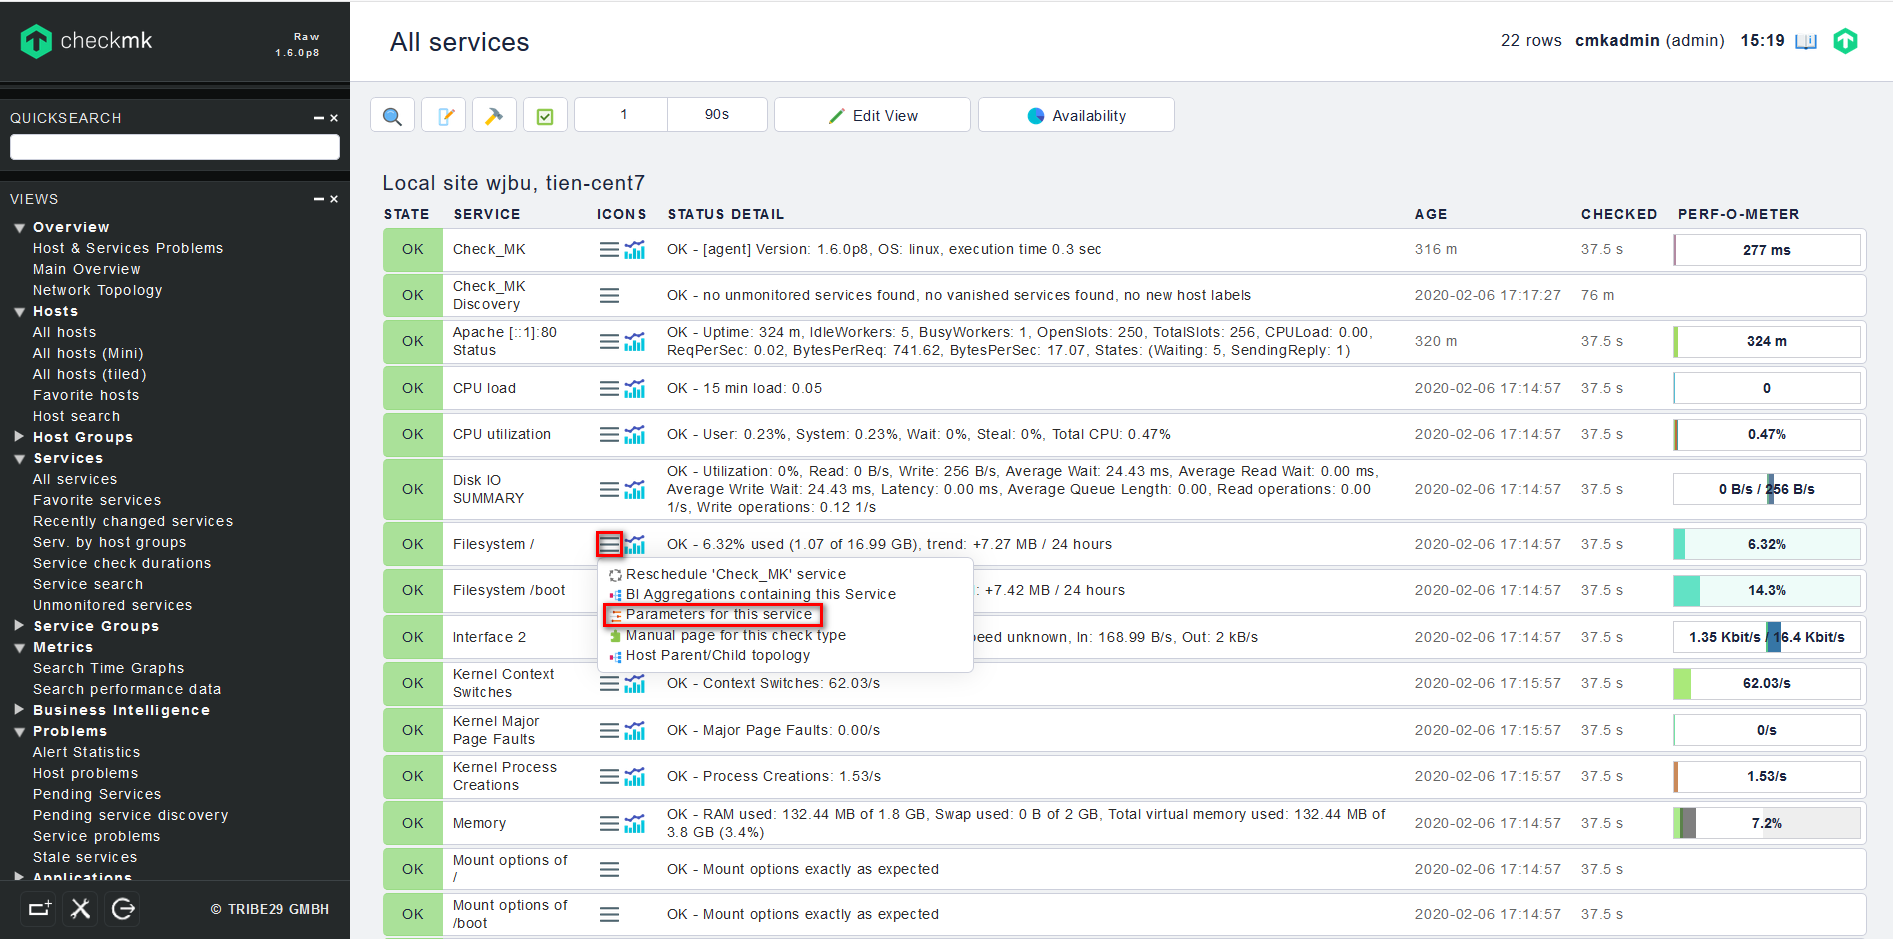 checkmk
Raw
1.6.0p8
All services
22 rows cmkadmin (admin) 15:19
QUICKSEARCH
1 90s Edit View Availability
VIEWS
Overview
Host & Services Problems
Main Overview
Network Topology
Hosts
All hosts
All hosts (Mini)
All hosts (tiled)
Favorite hosts
Host search
Host Groups
Services
All services
Favorite services
Recently changed services
Serv. by host groups
Service check durations
Service search
Unmonitored services
Service Groups
Metrics
Search Time Graphs
Search performance data
Business Intelligence
Problems
Alert Statistics
Host problems
Pending Services
Pending service discovery
Service problems
Stale services
Applications
© TRIBE29 GMBH
Local site wjbu, tien-cent7
STATE SERVICE ICONS STATUS DETAIL AGE CHECKED PERF-O-METER
OK Check_MK OK - [agent] Version: 1.6.0p8, OS: linux, execution time 0.3 sec 316 m 37.5 s 277 ms
OK Check_MK
Discovery OK - no unmonitored services found, no vanished services found, no new host labels 2020-02-06 17:17:27 76 m
OK Apache [::1]:80
Status OK - Uptime: 324 m, IdleWorkers: 5, BusyWorkers: 1, OpenSlots: 250, TotalSlots: 256, CPULoad: 0.00,
ReqPerSec: 0.02, BytesPerReq: 741.62, BytesPerSec: 17.07, States: (Waiting: 5, SendingReply: 1) 320 m 37.5 s 324 m
OK CPU load OK - 15 min load: 0.05 2020-02-06 17:14:57 37.5 s 0
OK CPU utilization OK - User: 0.23%, System: 0.23%, Wait: 0%, Steal: 0%, Total CPU: 0.47% 2020-02-06 17:14:57 37.5 s 0.47%
OK Disk IO
SUMMARY OK - Utilization: 0%, Read: 0 B/s, Write: 256 B/s, Average Wait: 24.43 ms, Average Read Wait: 0.00 ms,
Average Write Wait: 24.43 ms, Latency: 0.00 ms, Average Queue Length: 0.00, Read operations: 0.00
1/s, Write operations: 0.12 1/s 2020-02-06 17:14:57 37.5 s 0 B/s / 256 B/s
OK Filesystem / OK - 6.32% used (1.07 of 16.99 GB), trend: +7.27 MB / 24 hours 2020-02-06 17:14:57 37.5 s 6.32%
Reschedule 'Check_MK' service
BI Aggregations containing this Service
Parameters for this service
Manual page for this check type
Host Parent/Child topology
OK Filesystem /boot : +7.42 MB / 24 hours 2020-02-06 17:14:57 37.5 s 14.3%
OK Interface 2 peed unknown, In: 168.99 B/s, Out: 2 kB/s 2020-02-06 17:14:57 37.5 s 1.35 Kbit/s / 16.4 Kbit/s
OK Kernel Context
Switches OK - Context Switches: 62.03/s 2020-02-06 17:15:57 37.5 s 62.03/s
OK Kernel Major
Page Faults OK - Major Page Faults: 0.00/s 2020-02-06 17:15:57 37.5 s 0/s
OK Kernel Process
Creations OK - Process Creations: 1.53/s 2020-02-06 17:15:57 37.5 s 1.53/s
OK Memory OK - RAM used: 132.44 MB of 1.8 GB, Swap used: 0 B of 2 GB, Total virtual memory used: 132.44 MB of
3.8 GB (3.4%) 2020-02-06 17:14:57 37.5 s 7.2%
OK Mount options of
/ OK - Mount options exactly as expected 2020-02-06 17:14:57 37.5 s
OK Mount options of
/boot OK - Mount options exactly as expected 2020-02-06 17:14:57 37.5 s